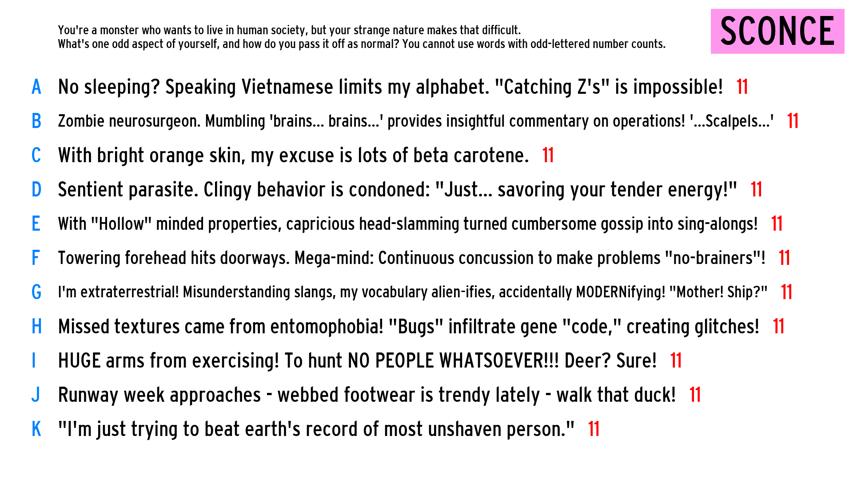 You're a monster who wants to live in human society, but your strange nature makes that difficult.
What's one odd aspect of yourself, and how do you pass it off as normal? You cannot use words with odd-lettered number counts.
SCONCE
A No sleeping? Speaking Vietnamese limits my alphabet. "Catching Z's" is impossible! 11
B Zombie neurosurgeon. Mumbling 'brains... brains...' provides insightful commentary on operations! '...Scalpels...' 11
C With bright orange skin, my excuse is lots of beta carotene. 11
D Sentient parasite. Clingy behavior is condoned: "Just... savoring your tender energy!" 11
E With "Hollow" minded properties, capricious head-slamming turned cumbersome gossip into sing-alongs! 11
F Towering forehead hits doorways. Mega-mind: Continuous concussion to make problems "no-brainers"! 11
G I'm extraterrestrial! Misunderstanding slangs, my vocabulary alien-ifies, accidentally MODERNifying! "Mother! Ship?" 11
H Missed textures came from entomophobia! "Bugs" infiltrate gene "code," creating glitches! 11
I HUGE arms from exercising! To hunt NO PEOPLE WHATSOEVER!!! Deer? Sure! 11
J Runway week approaches - webbed footwear is trendy lately - walk that duck! 11
K "I'm just trying to beat earth's record of most unshaven person." 11